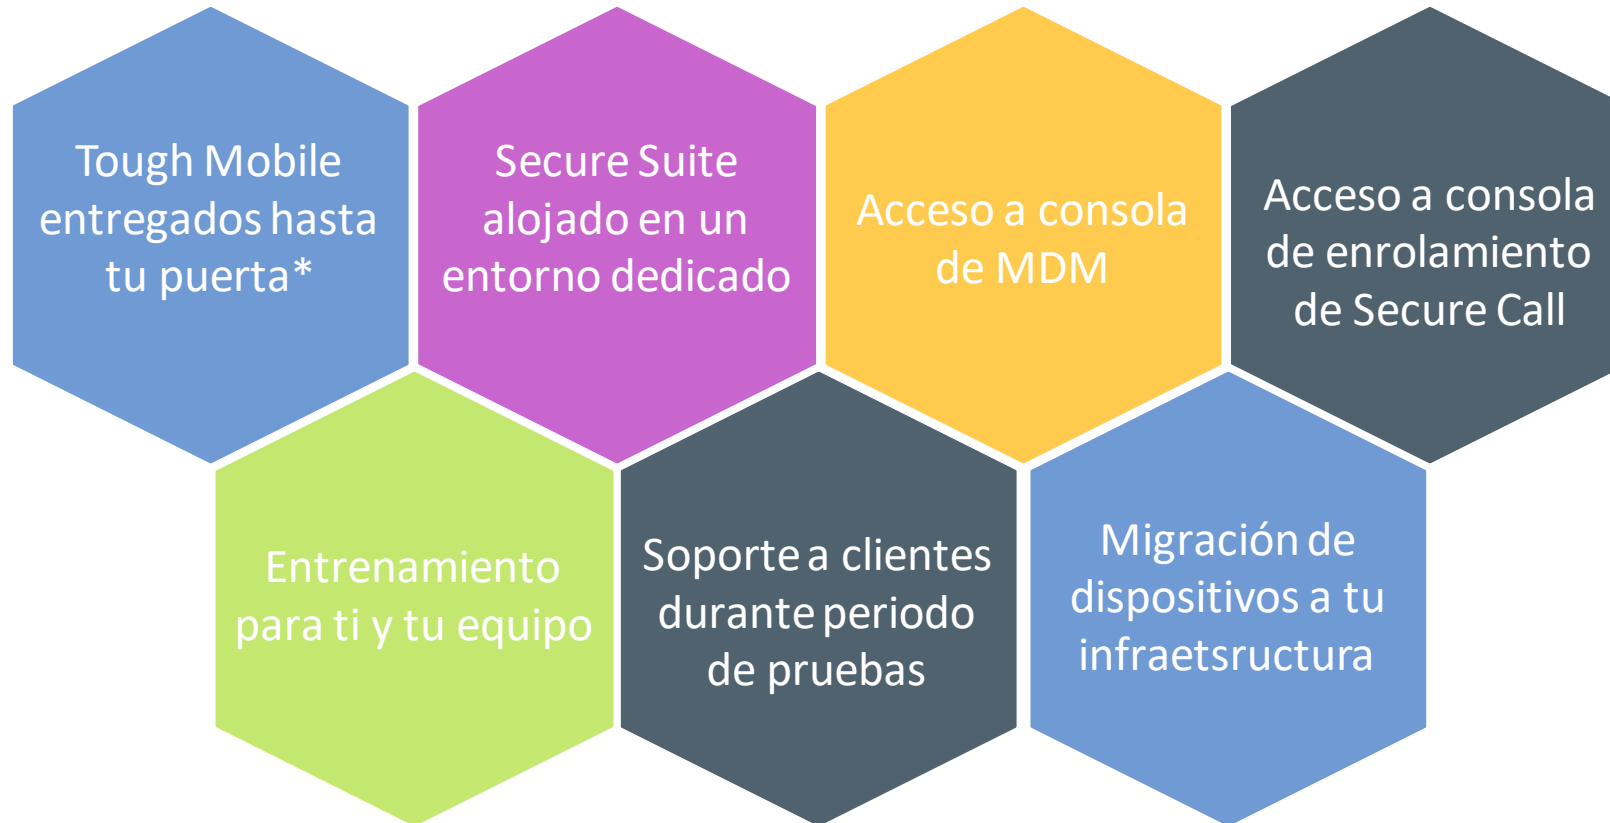 Tough Mobile
entregados hasta
tu puerta*
Secure Suite
alojado en un
entorno dedicado
Acceso a consola
de MDM
Acceso a consola
de enrolamiento
de Secure Call
Entrenamiento
para ti y tu equipo
Soporte a clientes
durante periodo
de pruebas
Migración de
dispositivos a tu
infraetsructura